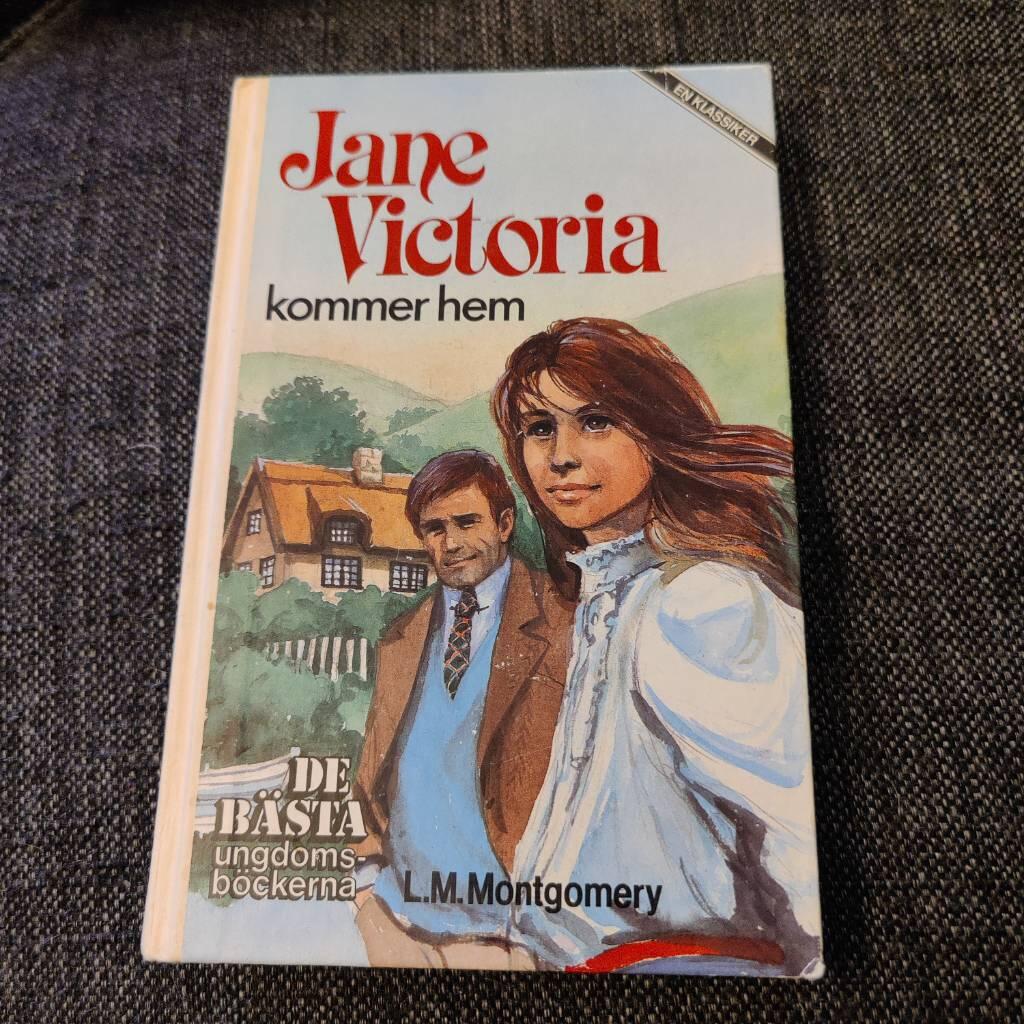 EN KLASSIKER
Jane
Victoria
kommer hem
DE
BÄSTA
ungdoms-
böckerna
L.M. Montgomery